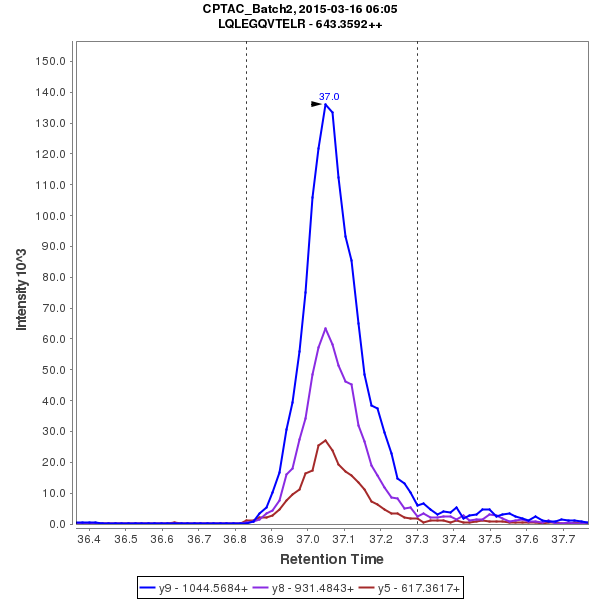 CPTAC_Batch2, 2015-03-16 06:05
LQLEGQVTELR - 643.3592++
150.0
140.0
130.0
120.0
110.0
100.0
90.0
80.0
70.0
60.0
50.0
40.0
30.0
20.0
10.0
0.0
Intensity 10^3
37.0
36.4 36.5 36.6 36.7 36.8 36.9 37.0 37.1 37.2 37.3 37.4 37.5 37.6 37.7
Retention Time
y9 - 1044.5684+ y8 - 931.4843+ y5 - 617.3617+